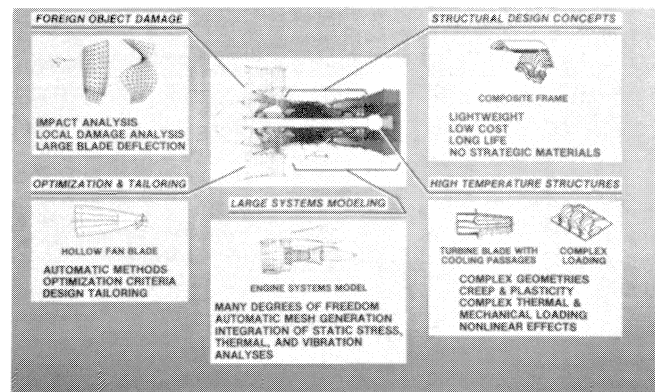 FOREIGN OBJECT DAMAGE
IMPACT ANALYSIS
LOCAL DAMAGE ANALYSIS
LARGE BLADE DEFLECTION
STRUCTURAL DESIGN CONCEPTS
COMPOSITE FRAME
LIGHTWEIGHT
LOW COST
LONG LIFE
NO STRATEGIC MATERIALS
OPTIMIZATION & TAILORING
HOLLOW FAN BLADE
AUTOMATIC METHODS
OPTIMIZATION CRITERIA
DESIGN TAILORING
LARGE SYSTEMS MODELING
ENGINE SYSTEMS MODEL
MANY DEGREES OF FREEDOM
AUTOMATIC MESH GENERATION
INTEGRATION OF STATIC STRESS,
THERMAL, AND VIBRATION
ANALYSES
HIGH TEMPERATURE STRUCTURES
TURBINE BLADE WITH
COOLING PASSAGES
COMPLEX
LOADING
COMPLEX GEOMETRIES
CREEP & PLASTICITY
COMPLEX THERMAL &
MECHANICAL LOADING
NONLINEAR EFFECTS